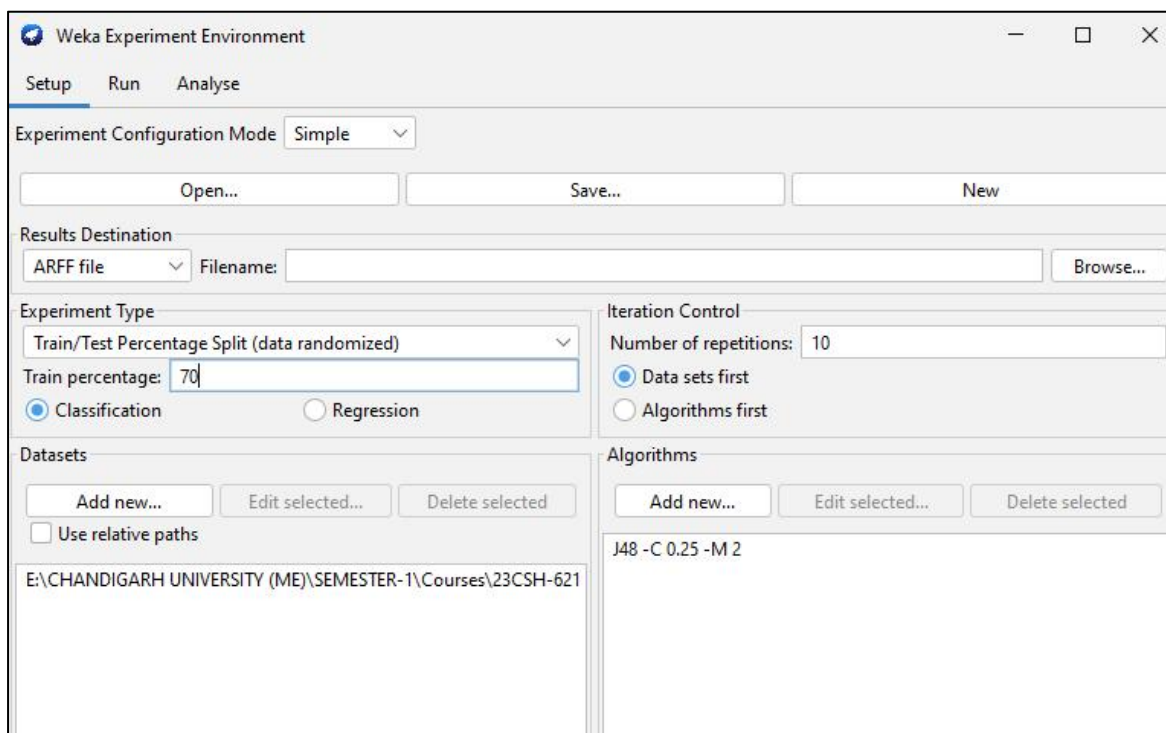 Weka Experiment Environment
Setup Run Analyse
Experiment Configuration Mode Simple
Open... Save... New
Results Destination
ARFF file Filename: Browse...
Experiment Type
Train/Test Percentage Split (data randomized)
Train percentage: 70
Classification Regression
Iteration Control
Number of repetitions: 10
Data sets first
Algorithms first
Datasets
Add new... Edit selected... Delete selected
Use relative paths
E:\CHANDIGARH UNIVERSITY (ME)\SEMESTER-1\Courses\23CSH-621
Algorithms
Add new... Edit selected... Delete selected
J48 -C 0.25 -M 2